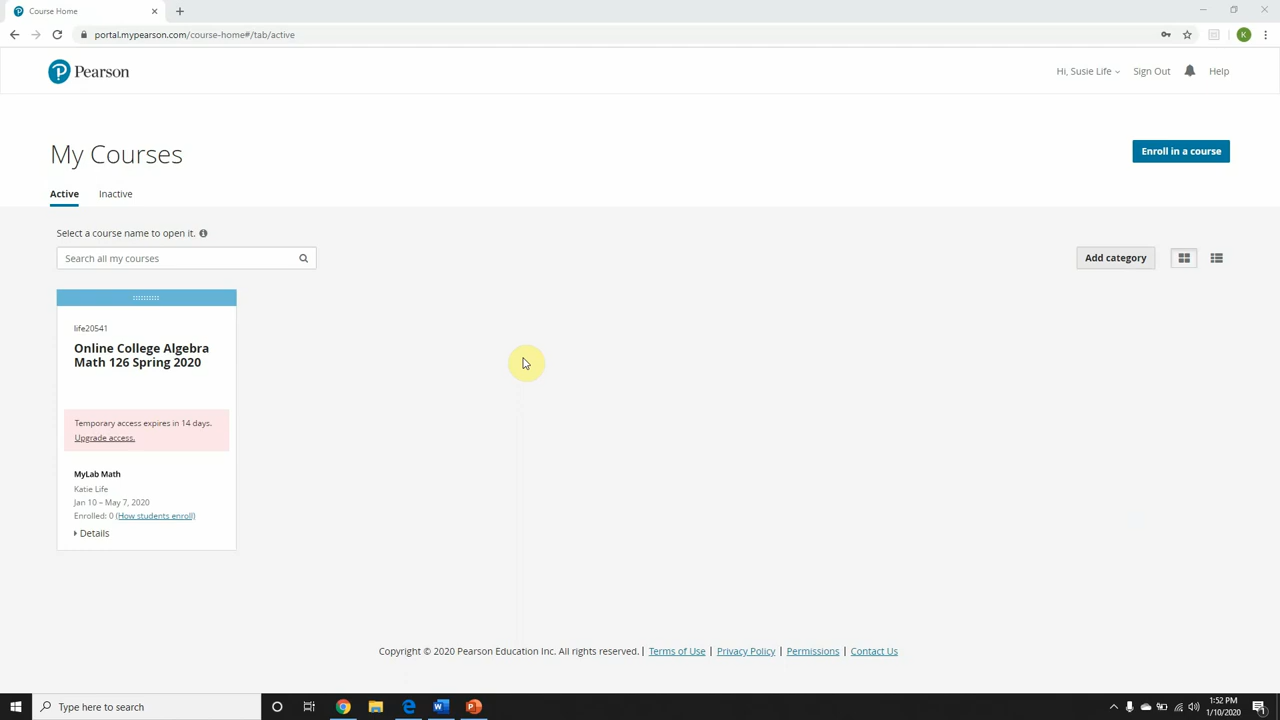 Course Home
portal.mypearson.com/course-home#/tab/active
K
Pearson
Hi, Susie Life
Sign Out
Help
My Courses
Enroll in a course
Active
Inactive
Select a course name to open it.
Search all my courses
Add category
life20541
Online College Algebra
Math 126 Spring 2020
Temporary access expires in 14 days.
Upgrade access.
MyLab Math
Katie Life
Jan 10 – May 7, 2020
Enrolled: 0 (How students enroll)
Details
Copyright © 2020 Pearson Education Inc. All rights reserved. | Terms of Use | Privacy Policy | Permissions | Contact Us
Type here to search
1:52 PM
1/10/2020